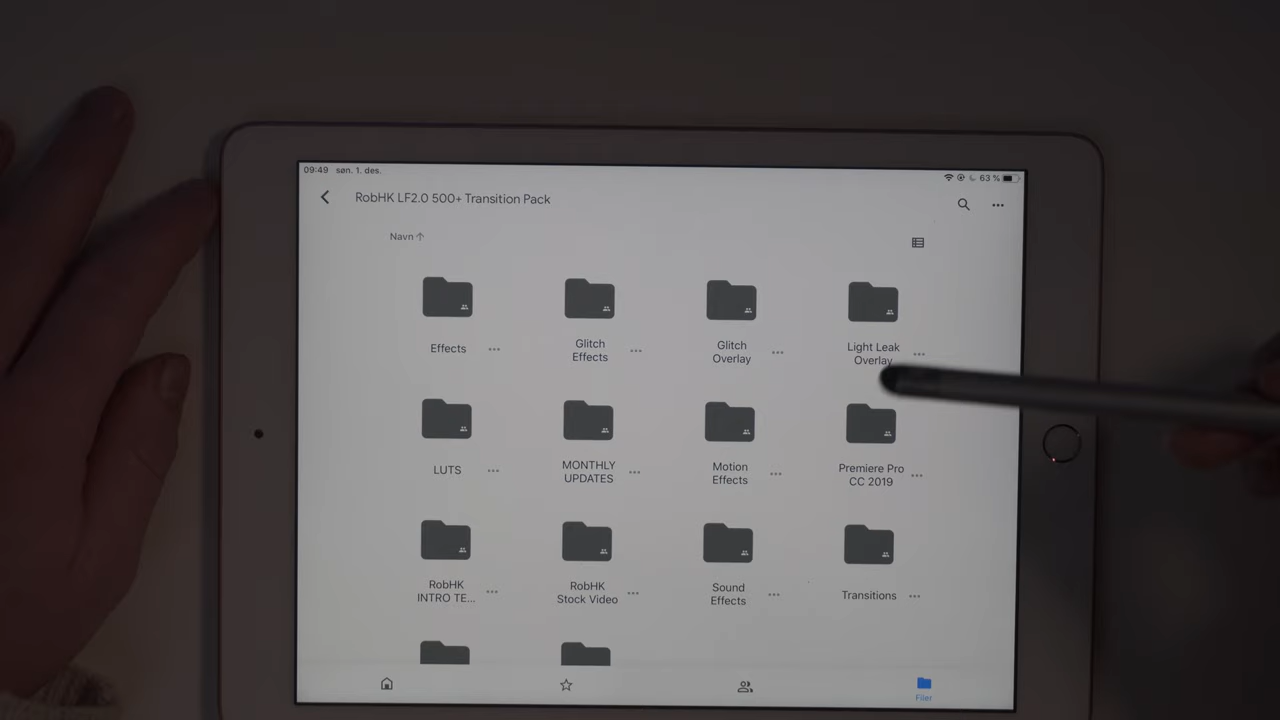 09:49 søn. 1. des.
63 %
RobHK LF2.0 500+ Transition Pack
Navn ↑
Effects
Glitch
Effects
Glitch
Overlay
Light Leak
Overlay
LUTS
MONTHLY
UPDATES
Motion
Effects
Premiere Pro
CC 2019
RobHK
INTRO TE...
RobHK
Stock Video
Sound
Effects
Transitions
Filer